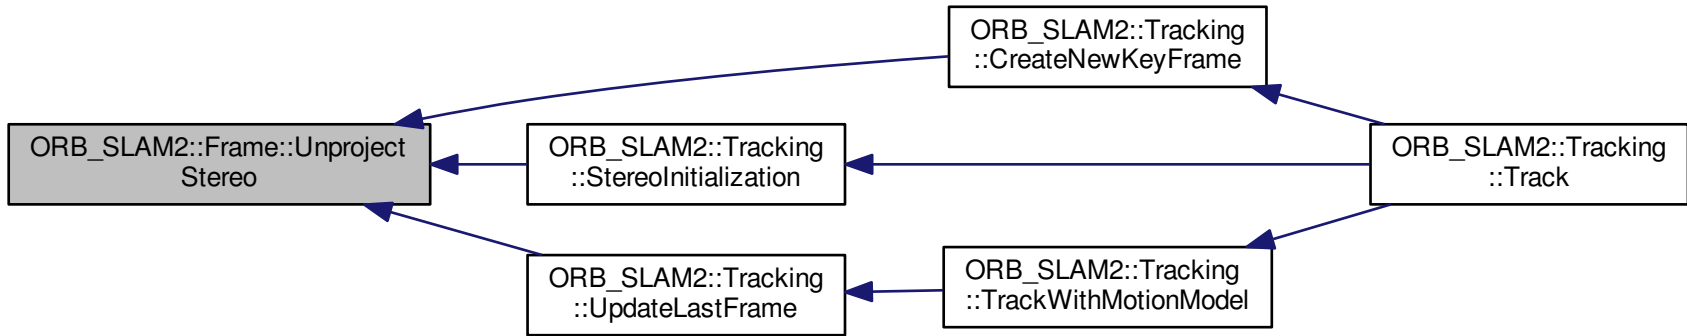 ORB_SLAM2::Frame::Unproject
Stereo
ORB_SLAM2::Tracking
::CreateNewKeyFrame
ORB_SLAM2::Tracking
::StereoInitialization
ORB_SLAM2::Tracking
::UpdateLastFrame
ORB_SLAM2::Tracking
::TrackWithMotionModel
ORB_SLAM2::Tracking
::Track